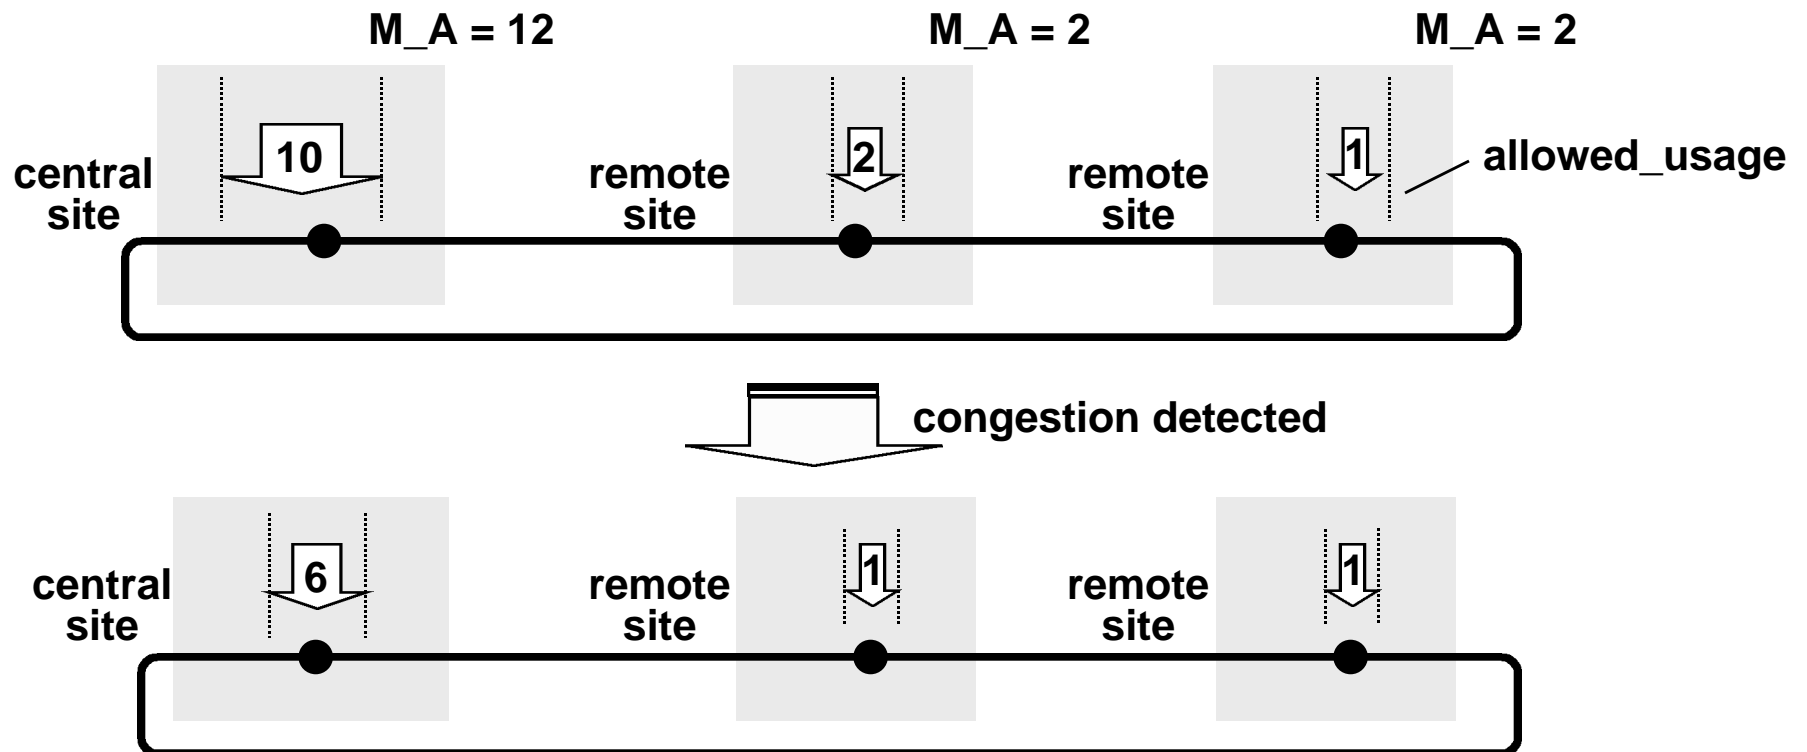 M_A = 12
M_A = 2
M_A = 2
10
2
1
allowed_usage
central
site
remote
site
remote
site
congestion detected
6
1
1
central
site
remote
site
remote
site